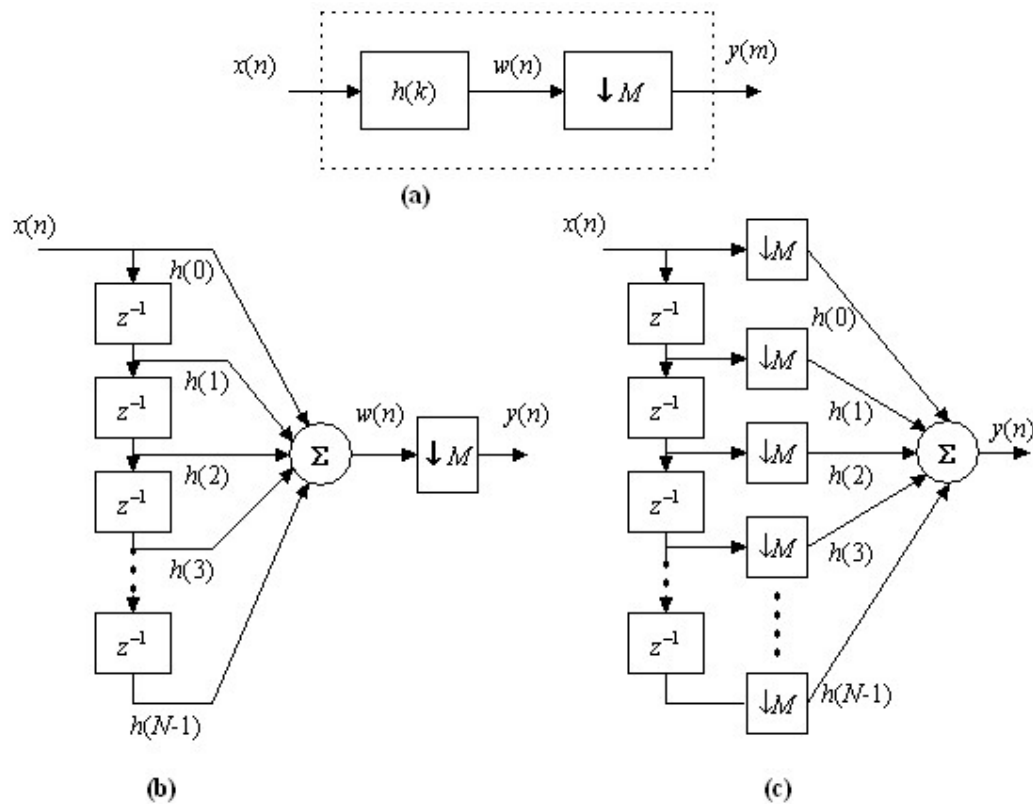 x(n)
h(k)
w(n)
↓M
y(m)
(a)
x(n)
h(0)
z⁻¹
h(1)
z⁻¹
h(2)
z⁻¹
h(3)
z⁻¹
h(N-1)
Σ
w(n)
↓M
y(n)
(b)
x(n)
↓M
h(0)
z⁻¹
↓M
h(1)
z⁻¹
↓M
h(2)
z⁻¹
↓M
h(3)
z⁻¹
↓M
h(N-1)
Σ
y(n)
(c)